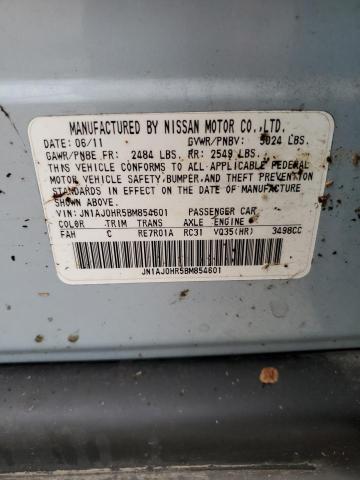 MANUFACTURED BY NISSAN MOTOR CO.,LTD.
DATE: 06/11 GVWR/PNBV: 5024 LBS.
GAWR/PNBE FR: 2484 LBS. RR: 2549 LBS.
THIS VEHICLE CONFORMS TO ALL APPLICABLE FEDERAL
MOTOR VEHICLE SAFETY, BUMPER, AND THEFT PREVENTION
STANDARDS IN EFFECT ON THE DATE OF MANUFACTURE
SHOWN ABOVE.
VIN: JN1AJ0HR5BM854601 PASSENGER CAR
COLOR TRIM TRANS AXLE ENGINE
FAH C RE7R01A RC31 VQ35(HR) 3498CC
JN1AJ0HR5BM854601